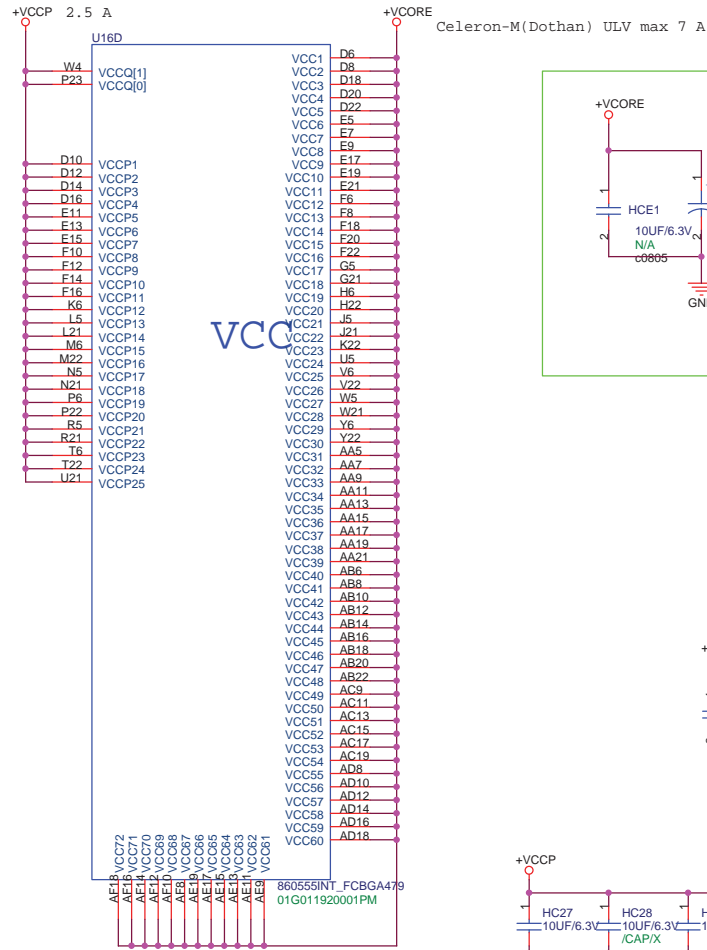 +VCCP 2.5 A
+VCORE
Celeron-M(Dothan) ULV max 7 A
U16D
W4 VCCQ[1]
P23 VCCQ[0]
D10 VCCP1
D12 VCCP2
D14 VCCP3
D16 VCCP4
E11 VCCP5
E13 VCCP6
E15 VCCP7
F10 VCCP8
F12 VCCP9
F14 VCCP10
F16 VCCP11
K6 VCCP12
L5 VCCP13
L21 VCCP14
M6 VCCP15
M22 VCCP16
N5 VCCP17
N21 VCCP18
P6 VCCP19
P22 VCCP20
R5 VCCP21
R21 VCCP22
T6 VCCP23
T22 VCCP24
U21 VCCP25
VCC
VCC1 D6
VCC2 D8
VCC3 D18
VCC4 D20
VCC5 D22
VCC6 E5
VCC7 E7
VCC8 E9
VCC9 E17
VCC10 E19
VCC11 E21
VCC12 F6
VCC13 F8
VCC14 F18
VCC15 F20
VCC16 F22
VCC17 G5
VCC18 G21
VCC19 H6
VCC20 H22
VCC21 J5
VCC22 J21
VCC23 K22
VCC24 U5
VCC25 V6
VCC26 V22
VCC27 W5
VCC28 W21
VCC29 Y6
VCC30 Y22
VCC31 AA5
VCC32 AA7
VCC33 AA9
VCC34 AA11
VCC35 AA13
VCC36 AA15
VCC37 AA17
VCC38 AA19
VCC39 AA21
VCC40 AB6
VCC41 AB8
VCC42 AB10
VCC43 AB12
VCC44 AB14
VCC45 AB16
VCC46 AB18
VCC47 AB20
VCC48 AB22
VCC49 AC9
VCC50 AC11
VCC51 AC13
VCC52 AC15
VCC53 AC17
VCC54 AC19
VCC55 AD8
VCC56 AD10
VCC57 AD12
VCC58 AD14
VCC59 AD16
VCC60 AD18
VCC72 AF18
VCC71 AF16
VCC70 AF14
VCC69 AF12
VCC68 AF10
VCC67 AF8
VCC66 AE19
VCC65 AE17
VCC64 AE15
VCC63 AE13
VCC62 AE11
VCC61 AE9
860555INT_FCBGA479
01G011920001PM
+VCORE
1
HCE1
10UF/6.3V
N/A
c0805
2
1
2
+VCCP
1
HC27
10UF/6.3V
1
HC28
10UF/6.3V
/CAP/X
1